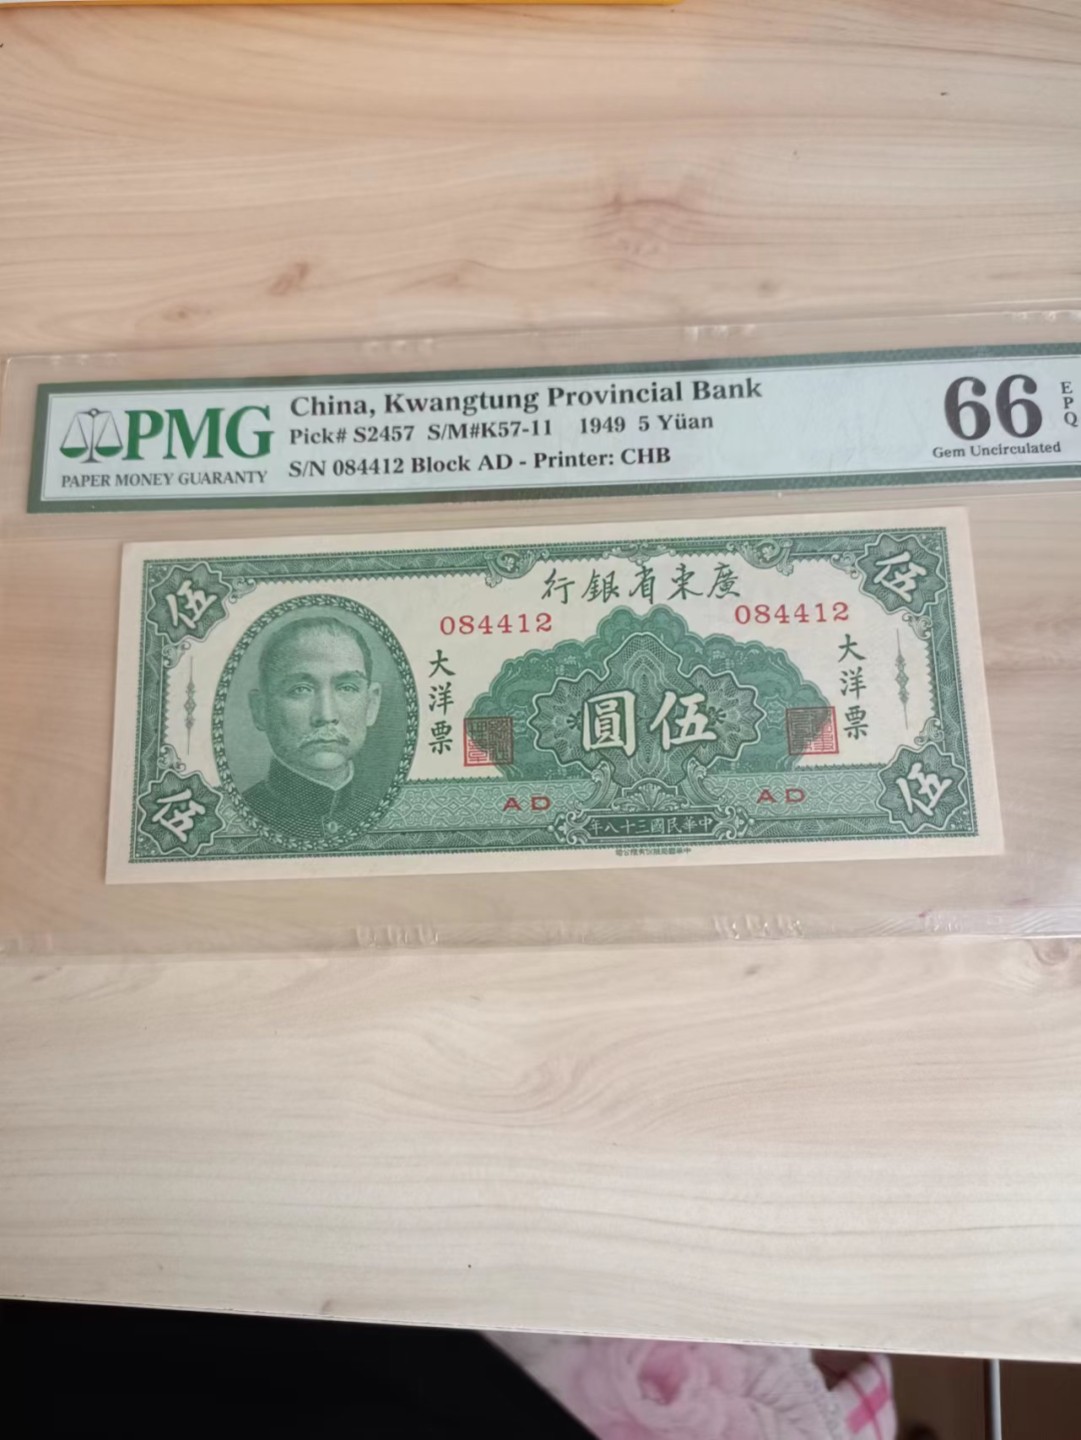 PMG
PAPER MONEY GUARANTY
China, Kwangtung Provincial Bank
Pick# S2457 S/M#K57-11 1949 5 Yüan
S/N 084412 Block AD - Printer: CHB
66
EPQ
Gem Uncirculated
伍
伍
行銀省東廣
084412
084412
大洋票
大洋票
圓伍
AD
AD
伍
伍
年八十三國民華中